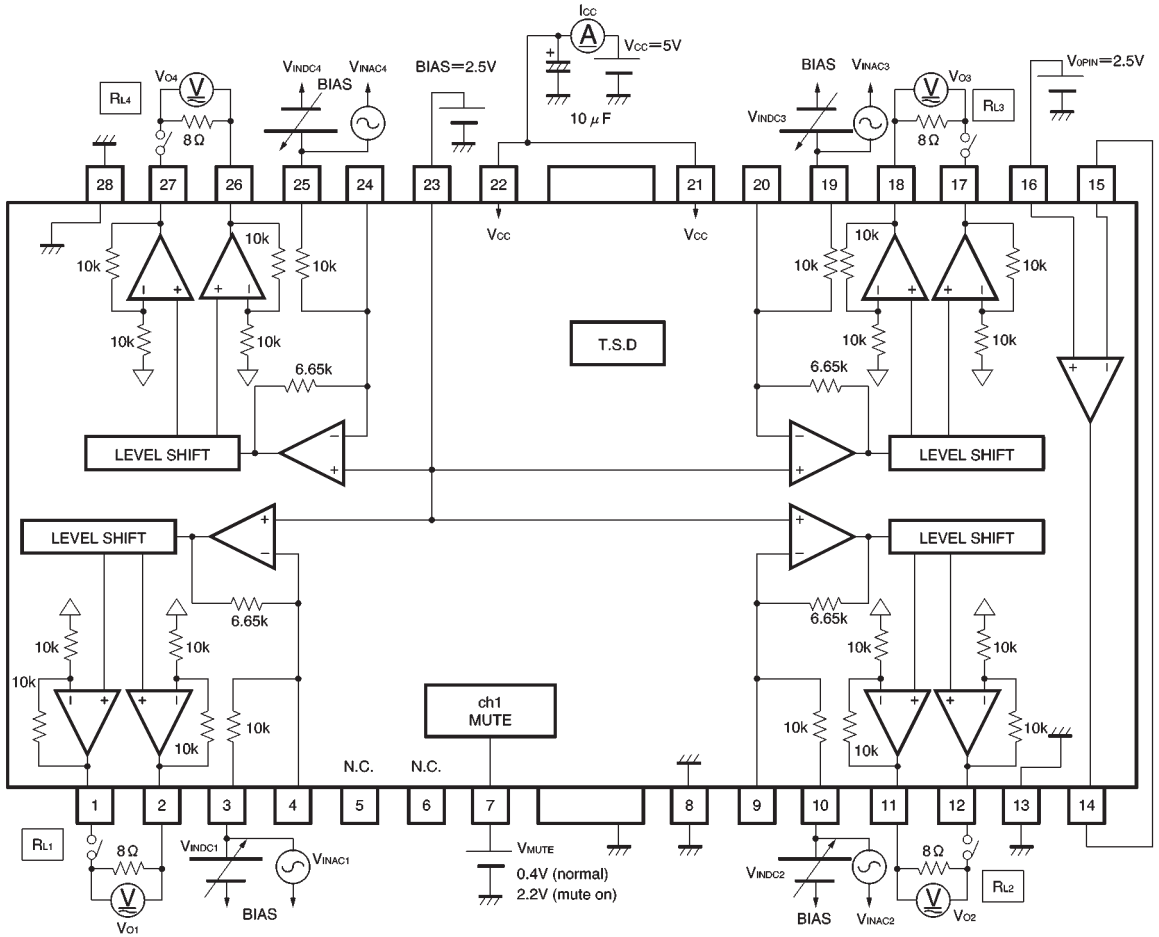 ICC
A
VCC=5V
10μF
VO4
V
RL4
8Ω
VINDC4
BIAS
VINAC4
BIAS=2.5V
BIAS
VINAC3
VINDC3
VO3
V
RL3
8Ω
VOPIN=2.5V
28
27
26
25
24
23
22
21
20
19
18
17
16
15
VCC
VCC
10k
10k
10k
10k
10k
10k
10k
10k
10k
10k
T.S.D
6.65k
6.65k
LEVEL SHIFT
LEVEL SHIFT
LEVEL SHIFT
LEVEL SHIFT
6.65k
6.65k
10k
10k
10k
10k
10k
10k
10k
10k
10k
10k
ch1
MUTE
N.C.
N.C.
1
2
3
4
5
6
7
8
9
10
11
12
13
14
RL1
8Ω
V
VO1
VINDC1
VINAC1
BIAS
VMUTE
0.4V (normal)
2.2V (mute on)
VINDC2
BIAS
VINAC2
8Ω
V
VO2
RL2